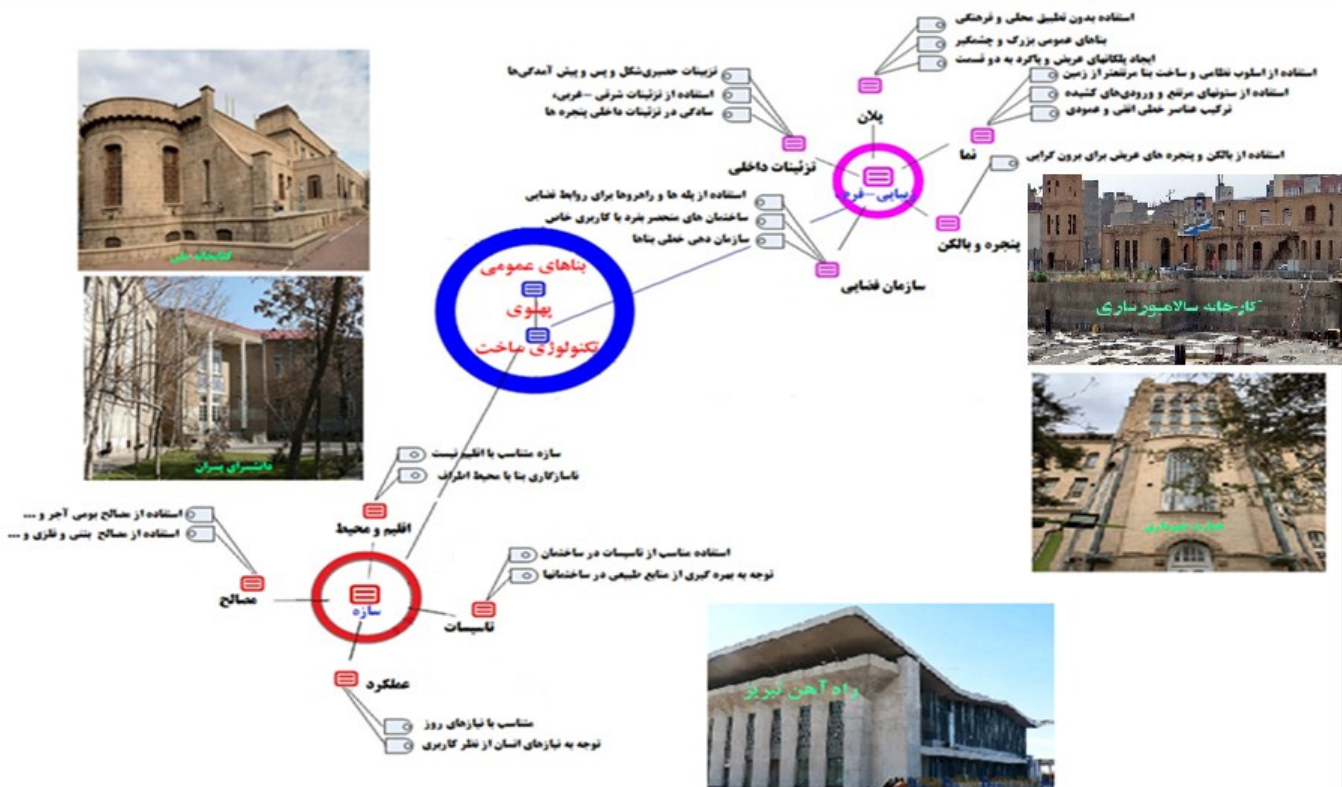 استفاده بدون تطبیق محلی و فرهنگی
بناهای عمومی بزرگ و چشمگیر
ایجاد پلکانهای عریض و پاگرد به دو قسمت
پلان
استفاده از اسلوب نظامی و ساخت بنا مرتفعتر از زمین
استفاده از ستونهای مرتفع و ورودی‌های کشیده
ترکیب عناصر خطی افقی و عمودی
نما
تزئینات حصیری‌شکل و پس و پیش آمدگی‌ها
استفاده از تزئینات شرقی -غربی،
سادگی در تزئینات داخلی پنجره ها
تزئینات داخلی
زیبایی-فرم
استفاده از بالکن و پنجره های عریض برای برون گرایی
پنجره و بالکن
استفاده از پله ها و راهروها برای روابط فضایی
ساختمان های منحصر بفرد با کاربری خاص
سازمان دهی خطی بناها
سازمان فضایی
بناهای عمومی
پهلوی
تکنولوژی ساخت
کتابخانه ملی
دانشسرای پسران
کارخانه سالامبورسازی
راه آهن تبریز
سازه متناسب با اقلیم نیست
ناسازگاری بنا با محیط اطراف
اقلیم و محیط
استفاده از مصالح بومی آجر و ...
استفاده از مصالح بتنی و فلزی و ...
مصالح
سازه
استفاده مناسب از تاسیسات در ساختمان
توجه به بهره گیری از منابع طبیعی در ساختمانها
تاسیسات
عملکرد
متناسب با نیازهای روز
توجه به نیازهای انسان از نظر کاربری